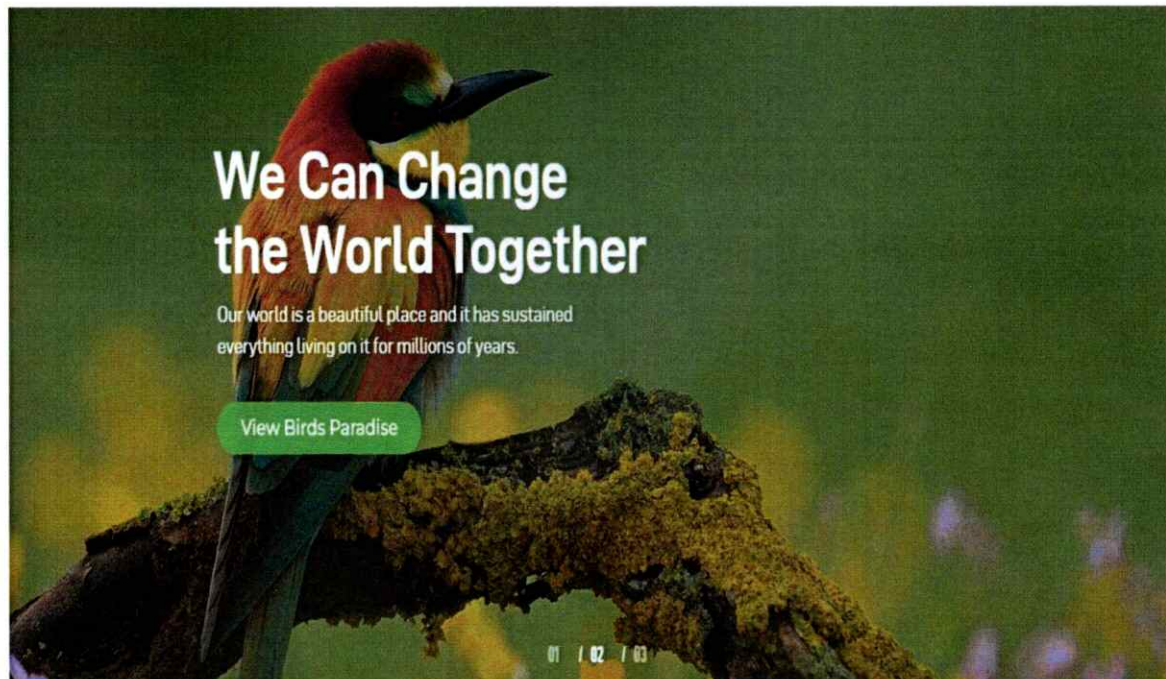 We Can Change
the World Together
Our world is a beautiful place and it has sustained
everything living on it for millions of years.
View Birds Paradise
01 / 02 / 03